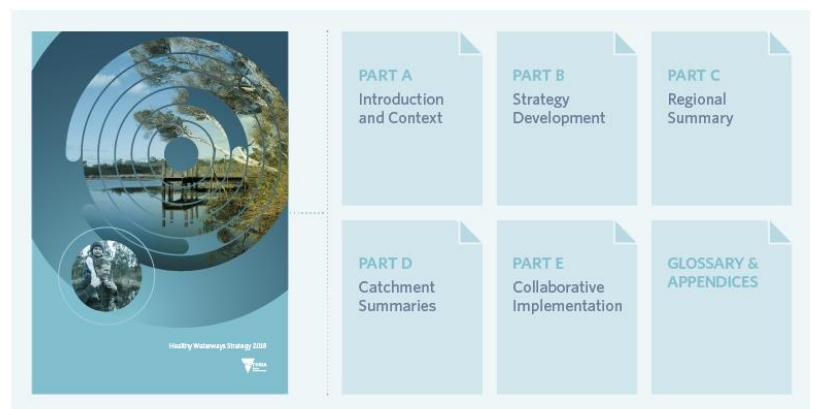 PART A
Introduction
and Context
PART B
Strategy
Development
PART C
Regional
Summary
PART D
Catchment
Summaries
PART E
Collaborative
Implementation
GLOSSARY &
APPENDICES
Healthy Waterways Strategy 2018